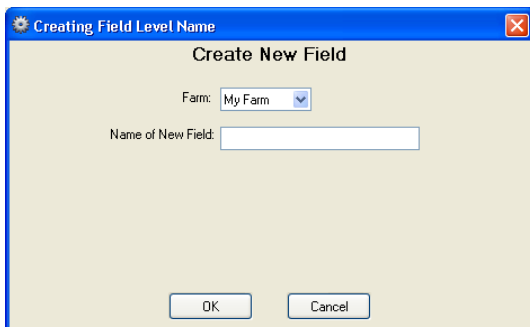 Creating Field Level Name
Create New Field
Farm: My Farm
Name of New Field:
OK Cancel